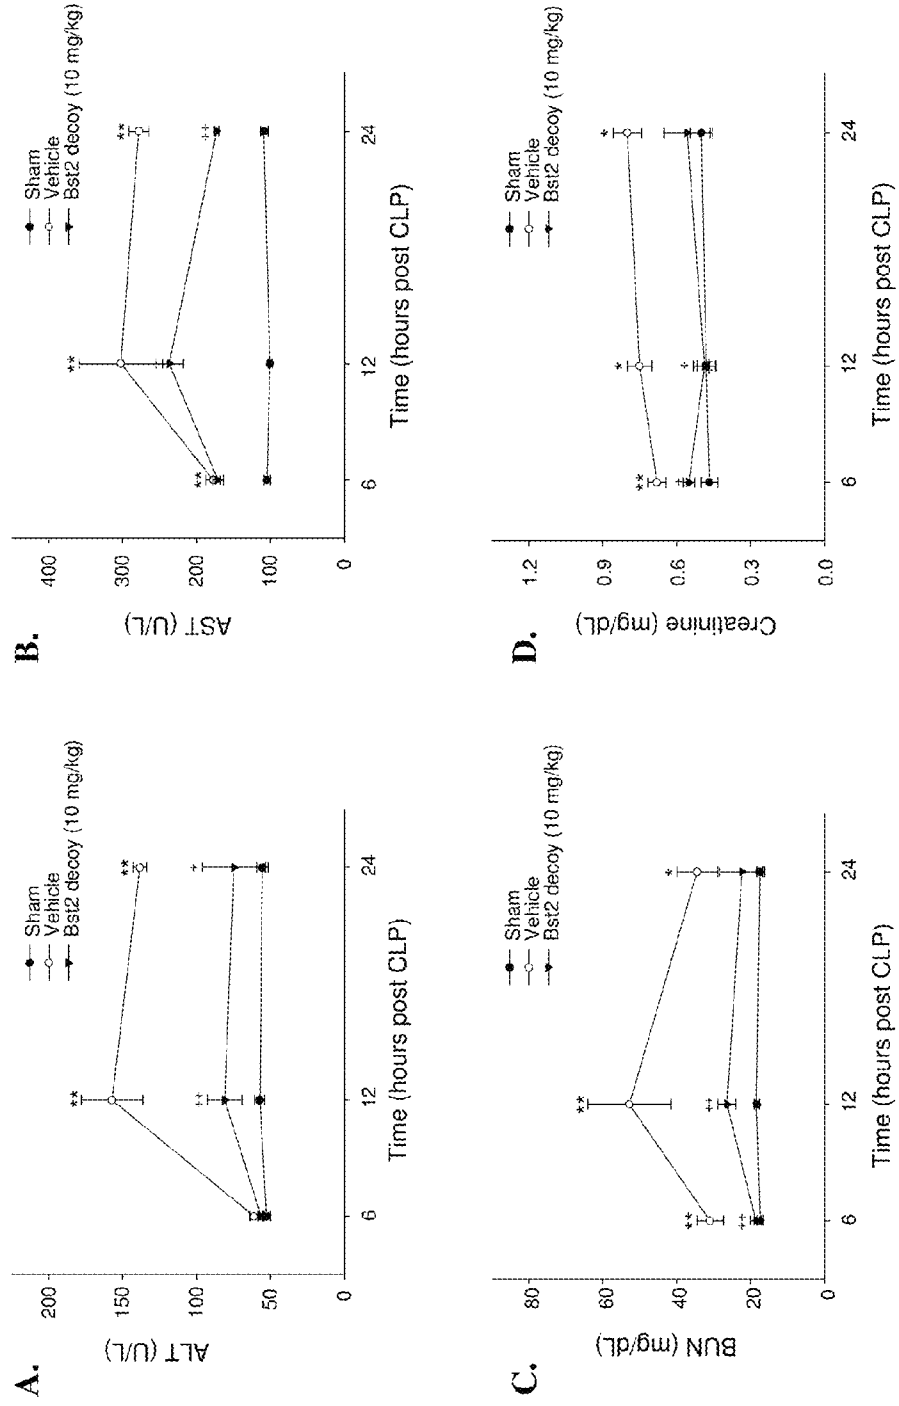 A.
ALT (U/L)
200
150
100
50
0
6
12
24
Time (hours post CLP)
Sham
Vehicle
Bst2 decoy (10 mg/kg)
**
**
‡
†
B.
AST (U/L)
400
300
200
100
0
6
12
24
Time (hours post CLP)
Sham
Vehicle
Bst2 decoy (10 mg/kg)
**
**
**
‡
C.
BUN (mg/dL)
80
60
40
20
0
6
12
24
Time (hours post CLP)
Sham
Vehicle
Bst2 decoy (10 mg/kg)
**
**
*
‡
‡
D.
Creatinine (mg/dL)
1.2
0.9
0.6
0.3
0.0
6
12
24
Time (hours post CLP)
Sham
Vehicle
Bst2 decoy (10 mg/kg)
**
*
*
†